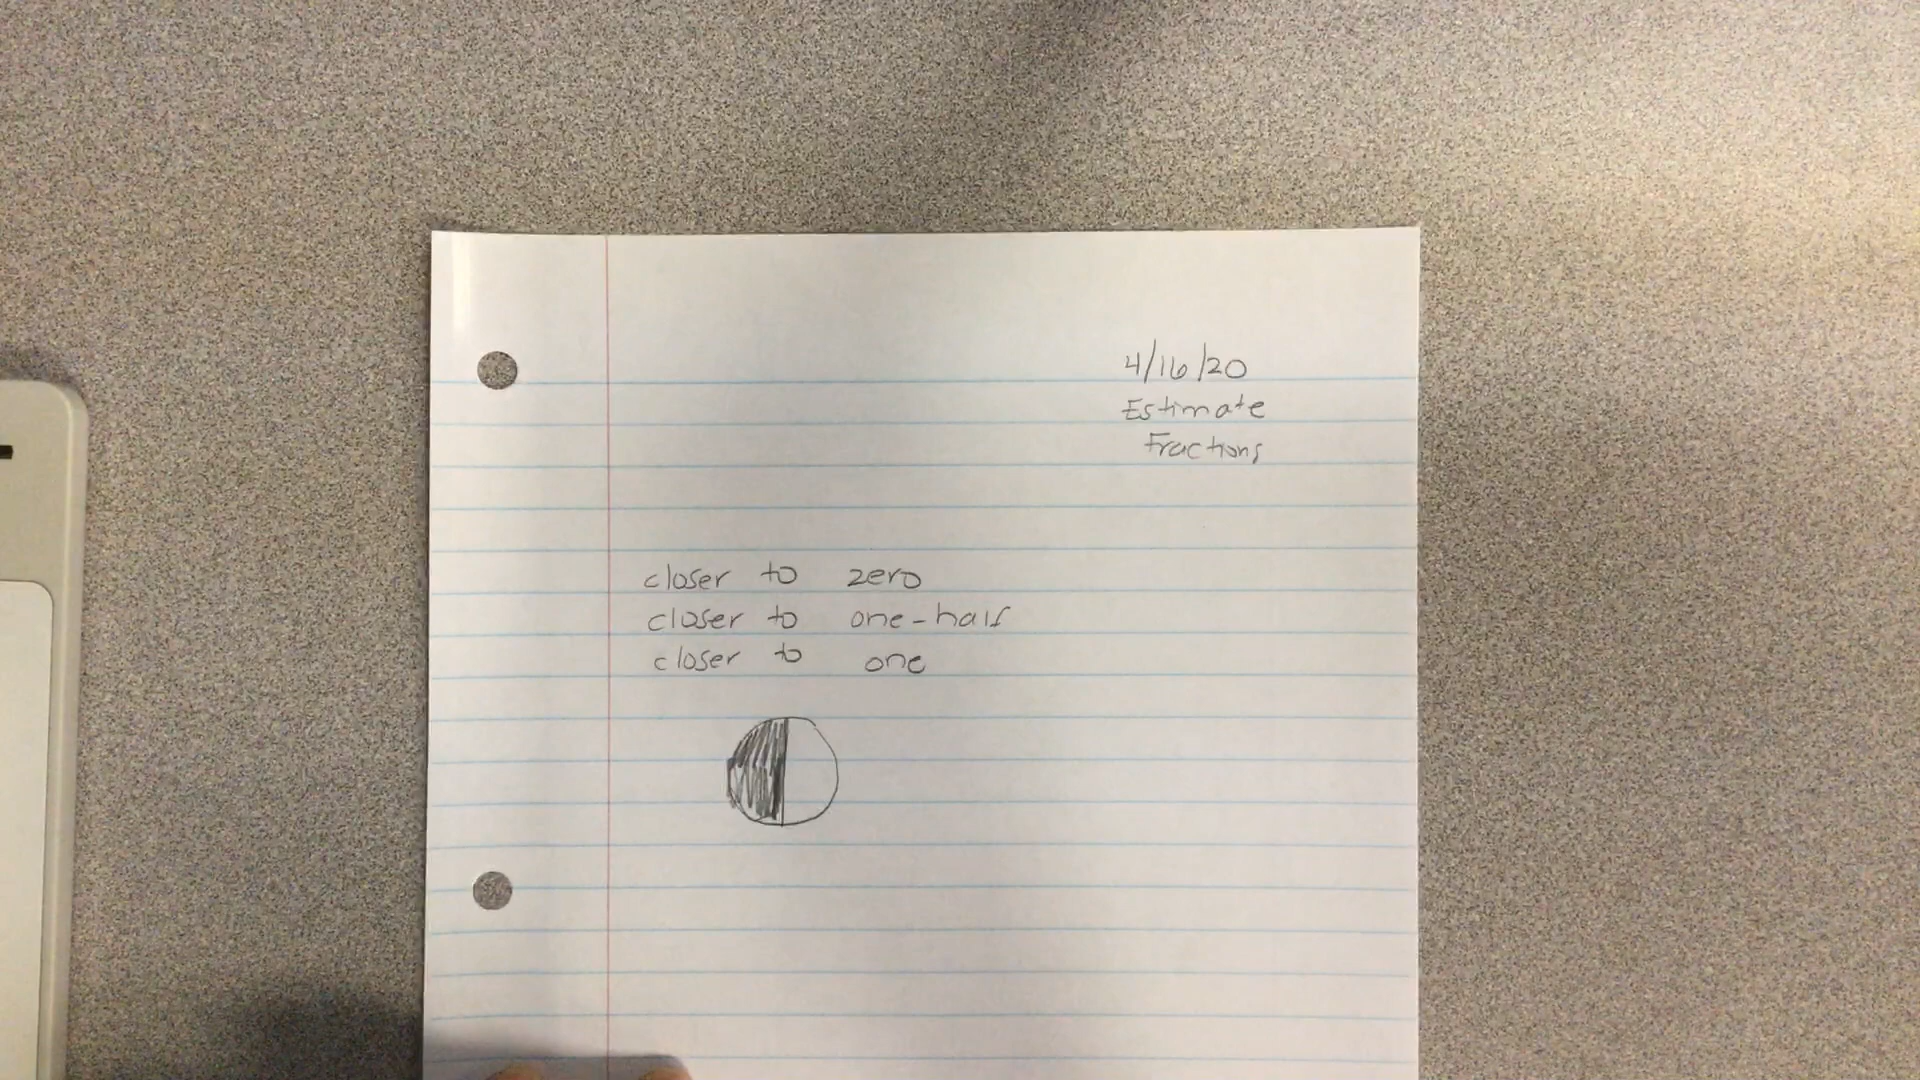 4/16/20
Estimate
Fractions
closer to zero
closer to one-half
closer to one